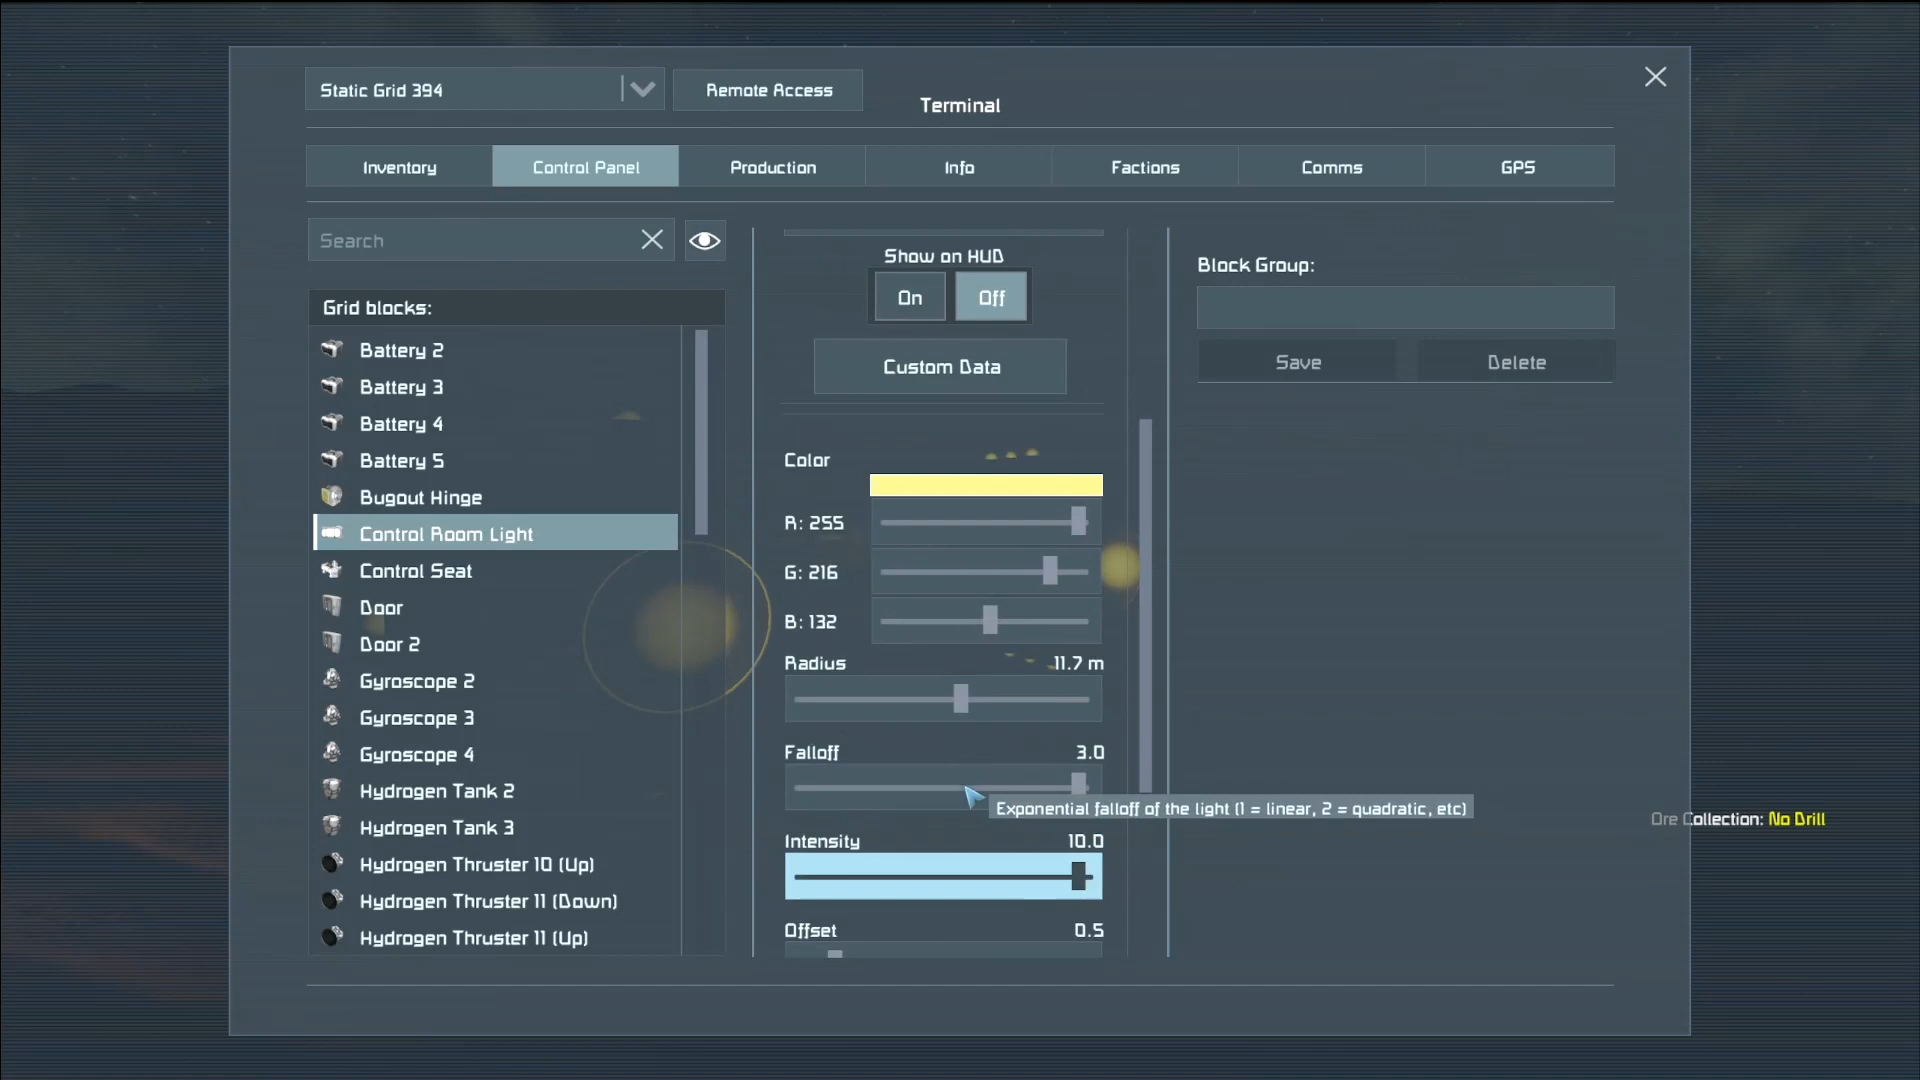 Static Grid 394
Remote Access
Terminal
Inventory
Control Panel
Production
Info
Factions
Comms
GPS
Search
Grid blocks:
Battery 2
Battery 3
Battery 4
Battery 5
Bugout Hinge
Control Room Light
Control Seat
Door
Door 2
Gyroscope 2
Gyroscope 3
Gyroscope 4
Hydrogen Tank 2
Hydrogen Tank 3
Hydrogen Thruster 10 (Up)
Hydrogen Thruster 11 (Down)
Hydrogen Thruster 11 (Up)
Show on HUD
On Off
Custom Data
Color
R: 255
G: 216
B: 132
Radius 11.7 m
Falloff 3.0
Exponential falloff of the light (1 = linear, 2 = quadratic, etc)
Intensity 10.0
Offset 0.5
Block Group:
Save Delete
Ore Collection: No Drill